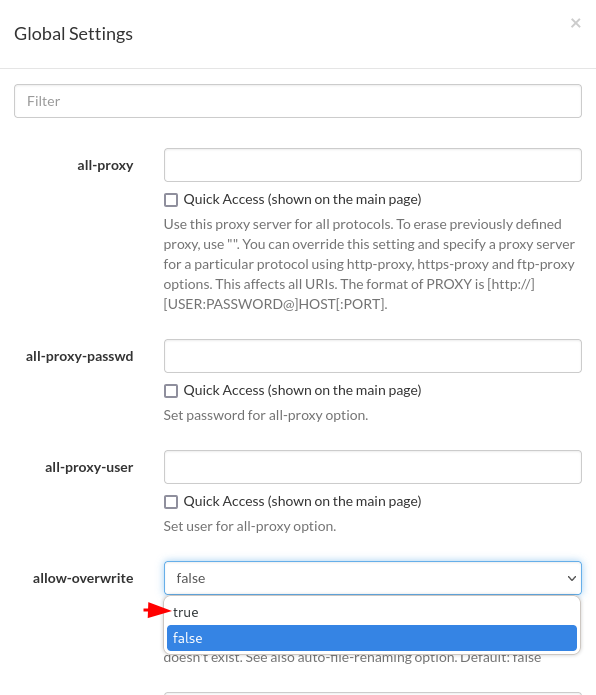 Global Settings
×
Filter
all-proxy
Quick Access (shown on the main page)
Use this proxy server for all protocols. To erase previously defined
proxy, use "". You can override this setting and specify a proxy server
for a particular protocol using http-proxy, https-proxy and ftp-proxy
options. This affects all URIs. The format of PROXY is [http://]
[USER:PASSWORD@]HOST[:PORT].
all-proxy-passwd
Quick Access (shown on the main page)
Set password for all-proxy option.
all-proxy-user
Quick Access (shown on the main page)
Set user for all-proxy option.
allow-overwrite
false
true
false
doesn't exist. See also auto-file-renaming option. Default: false